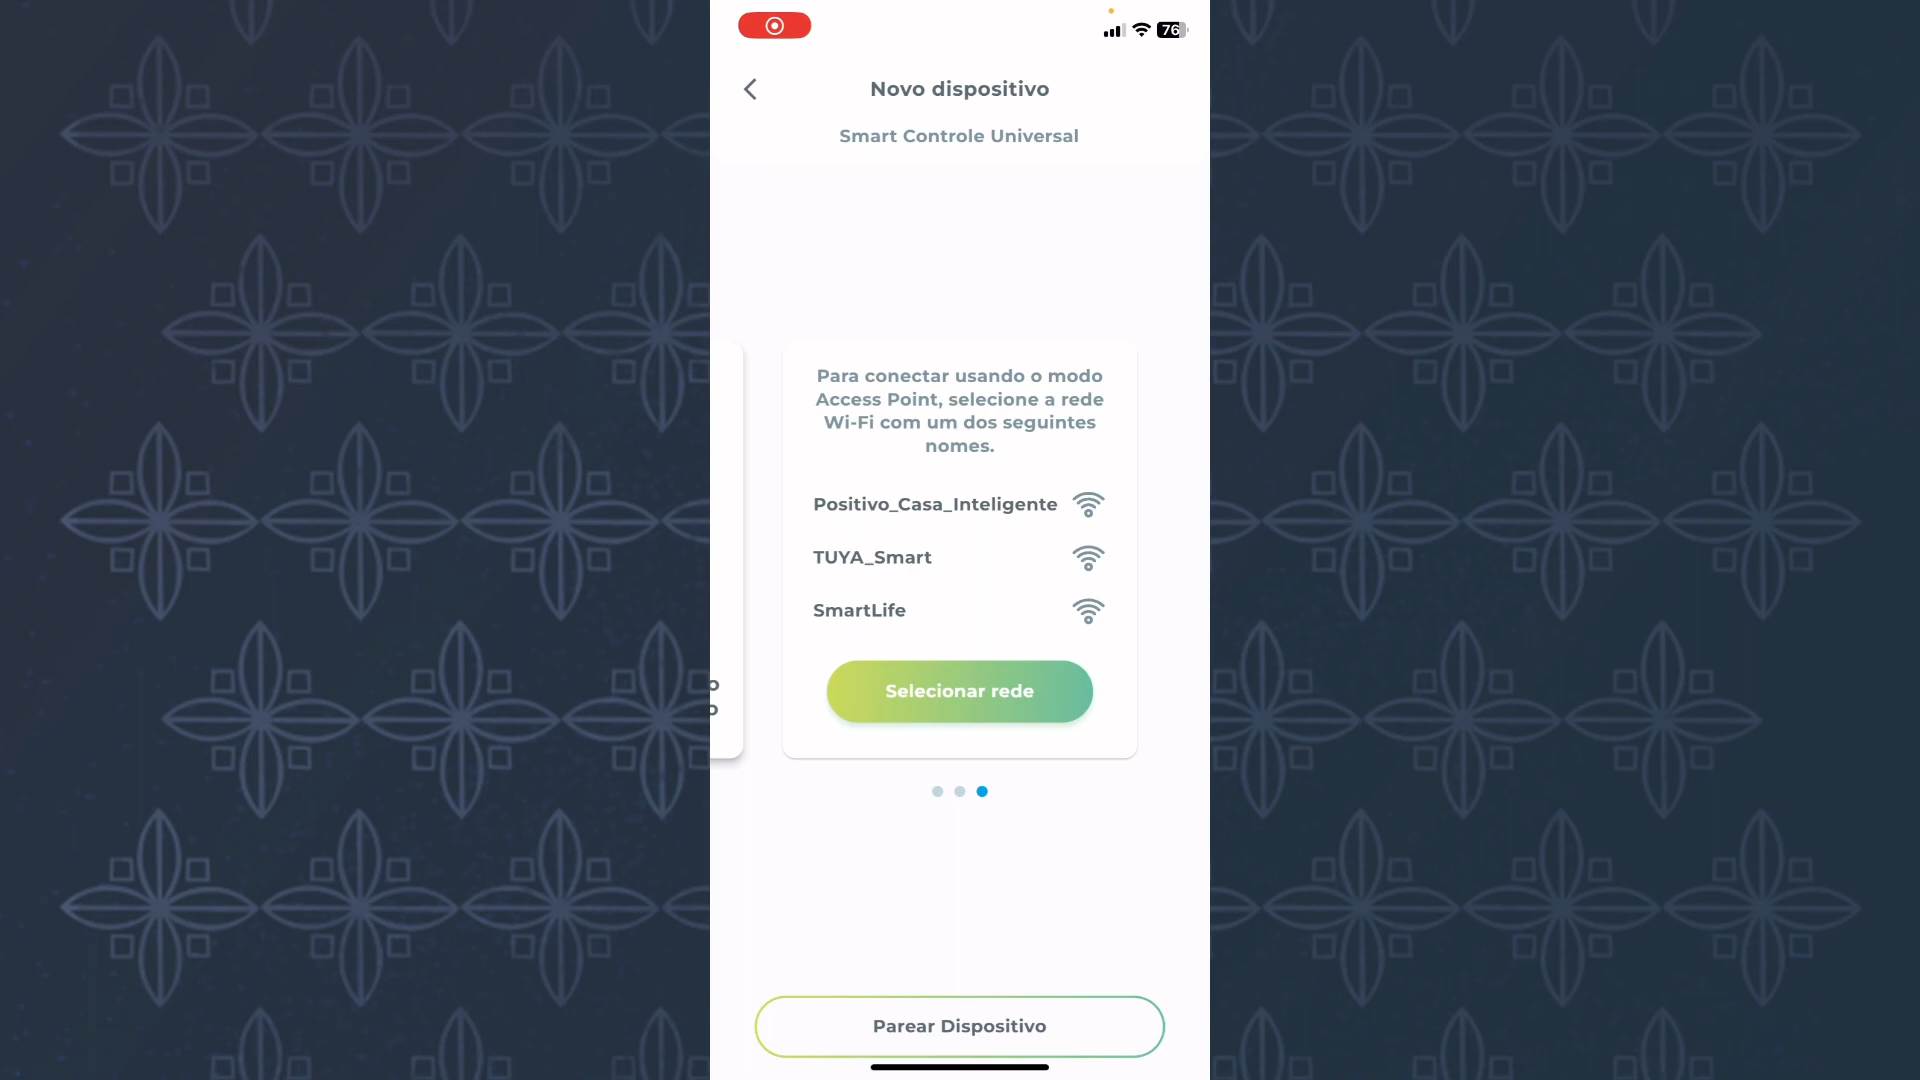 76
Novo dispositivo
Smart Controle Universal
Para conectar usando o modo
Access Point, selecione a rede
Wi-Fi com um dos seguintes
nomes.
Positivo_Casa_Inteligente
TUYA_Smart
SmartLife
o
o
Selecionar rede
Parear Dispositivo